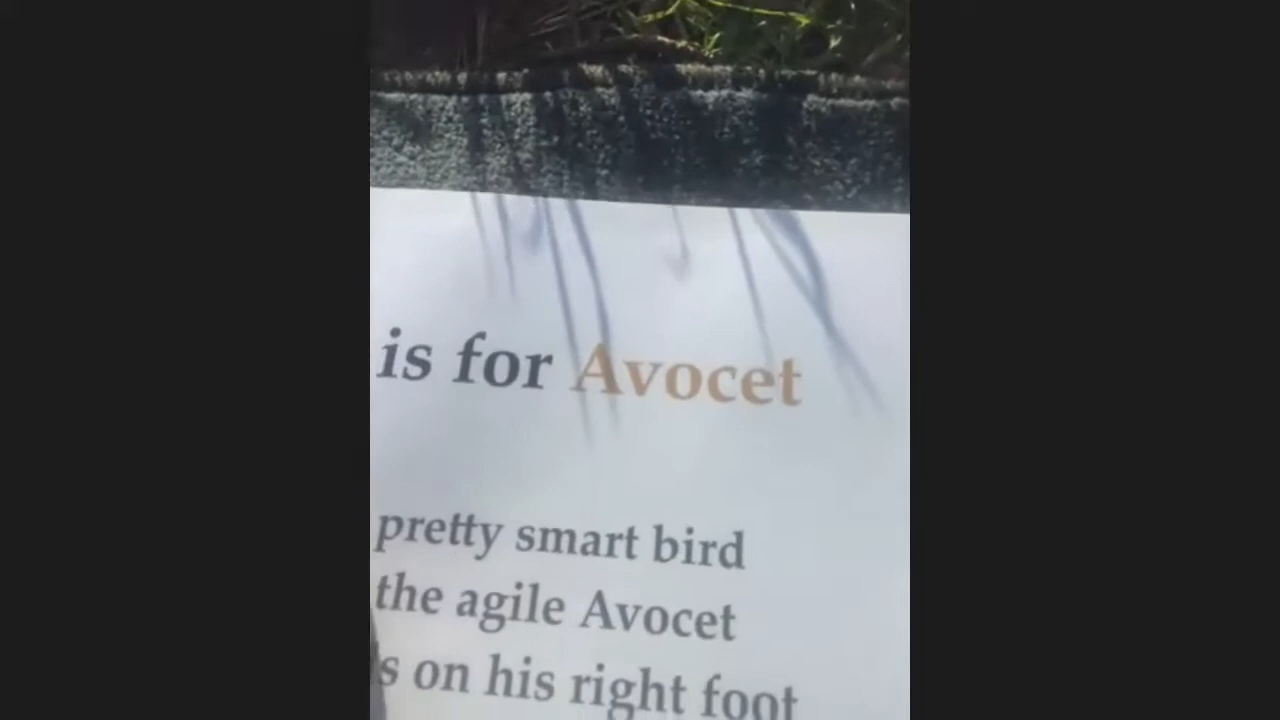 is for Avocet
pretty smart bird
the agile Avocet
s on his right foot